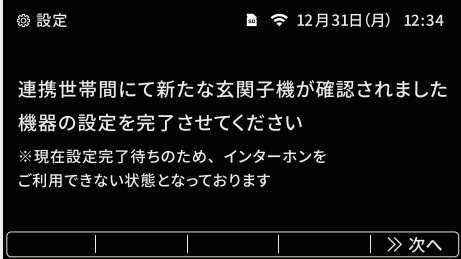 設定 SD 12月31日(月) 12:34
連携世帯間にて新たな玄関子機が確認されました
機器の設定を完了させてください
※現在設定完了待ちのため、インターホンを
ご利用できない状態となっております
≫ 次へ